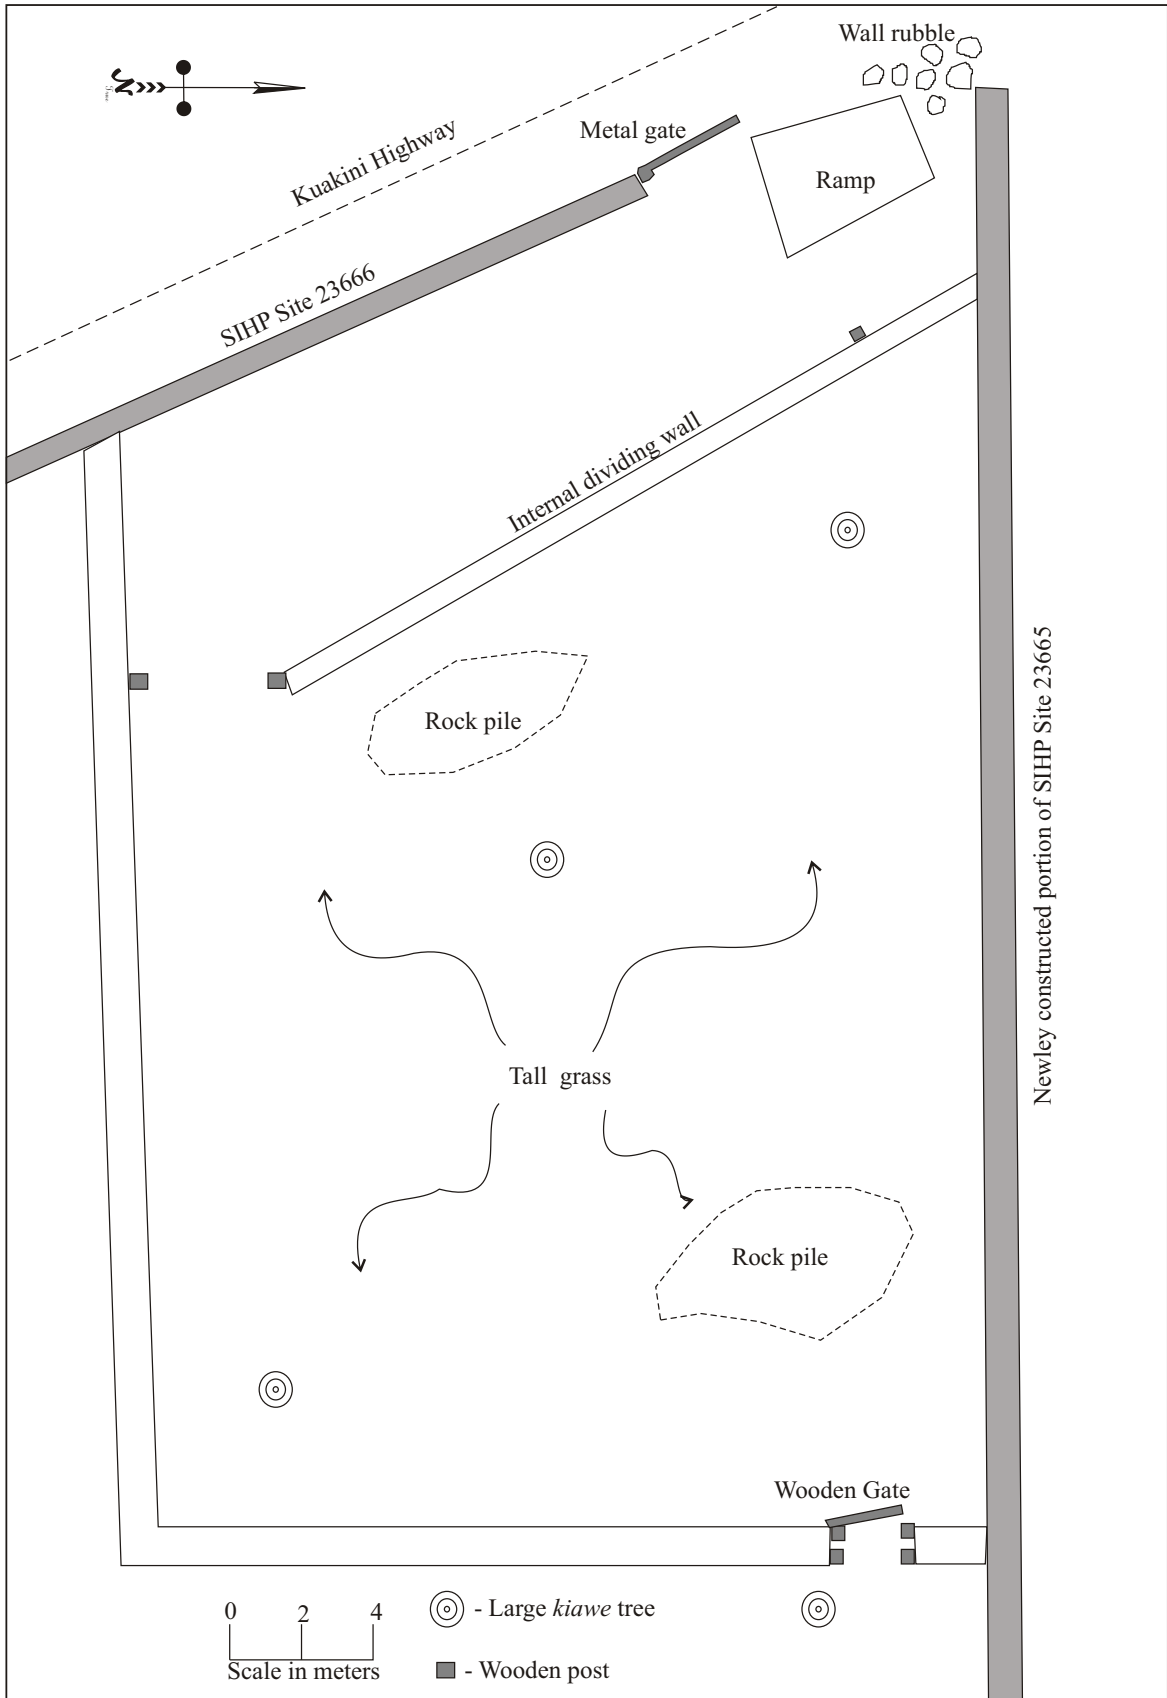 Wall rubble
Metal gate
Kuakini Highway
Ramp
SIHP Site 23666
Internal dividing wall
Rock pile
Newley constructed portion of SIHP Site 23665
Tall grass
Rock pile
Wooden Gate
0 2 4
Scale in meters
- Large kiawe tree
- Wooden post
N